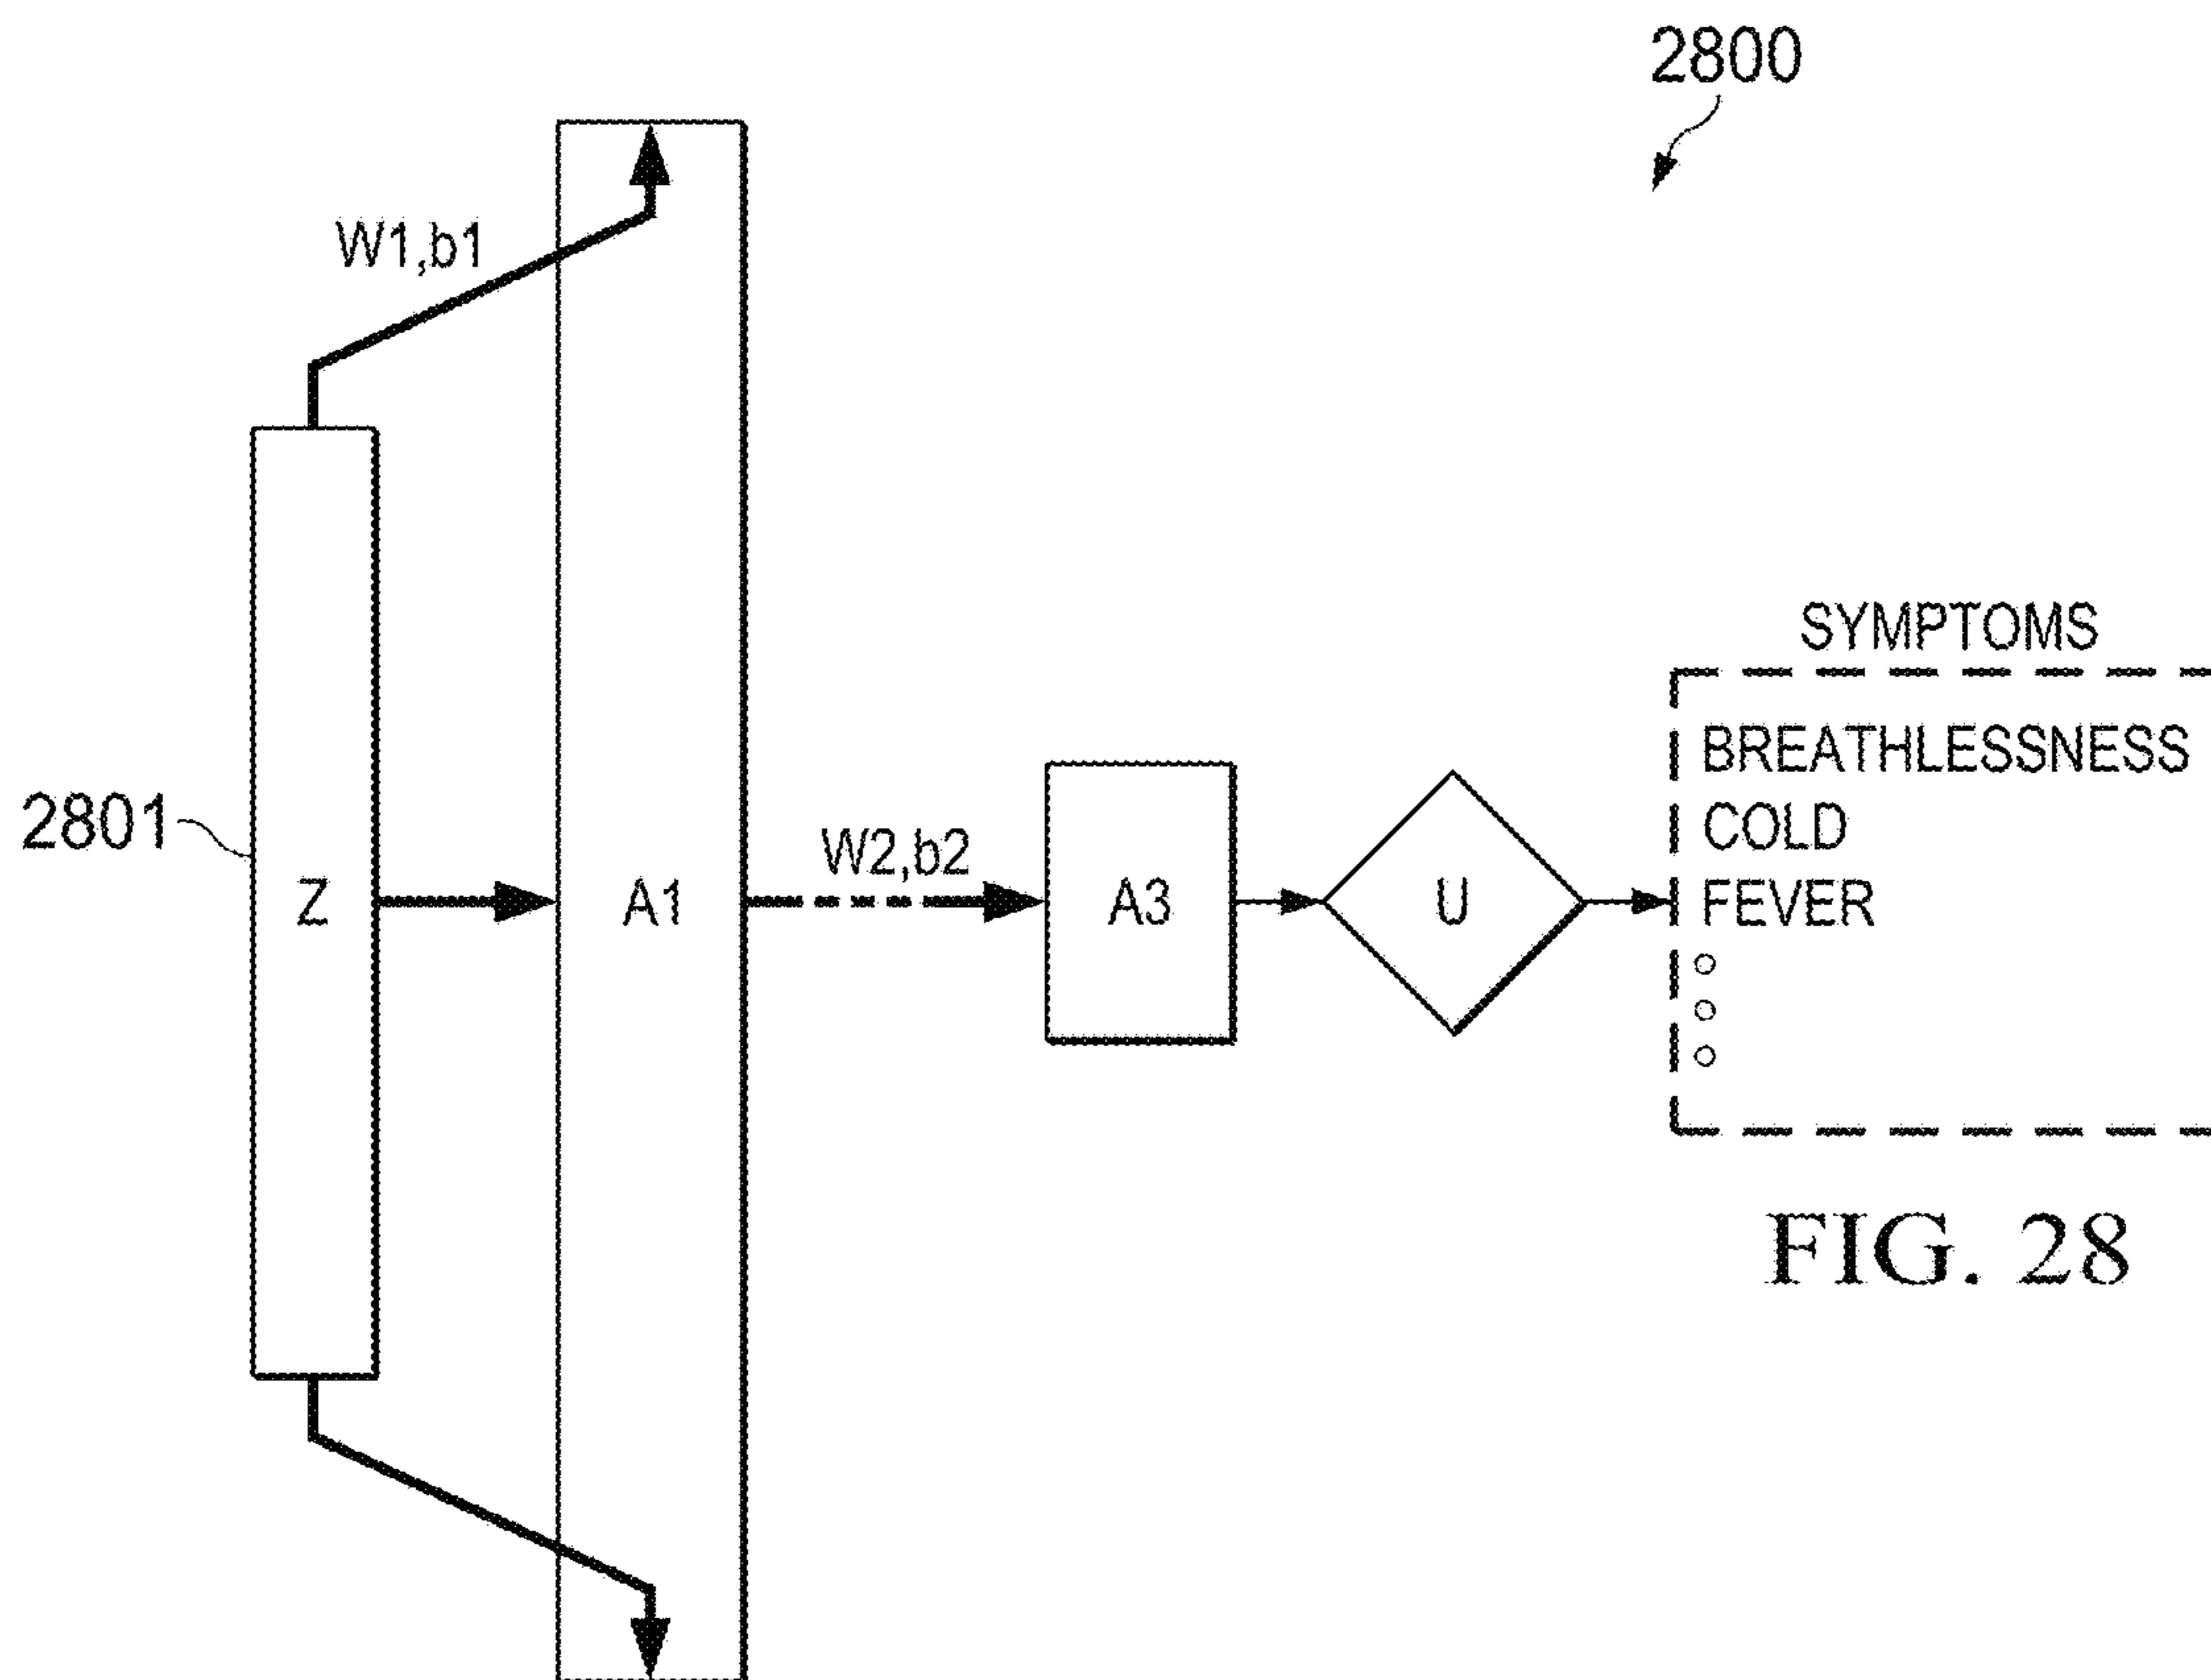 2800
W1,b1
SYMPTOMS
BREATHLESSNESS
COLD
FEVER
2801
Z
A1
W2,b2
A3
U
FIG. 28